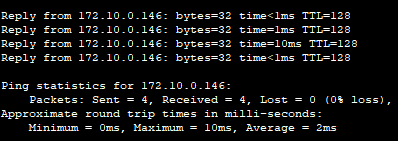 Reply from 172.10.0.146: bytes=32 time<1ms TTL=128
Reply from 172.10.0.146: bytes=32 time=1ms TTL=128
Reply from 172.10.0.146: bytes=32 time=10ms TTL=128
Reply from 172.10.0.146: bytes=32 time<1ms TTL=128
Ping statistics for 172.10.0.146:
Packets: Sent = 4, Received = 4, Lost = 0 (0% loss),
Approximate round trip times in milli-seconds:
Minimum = 0ms, Maximum = 10ms, Average = 2ms